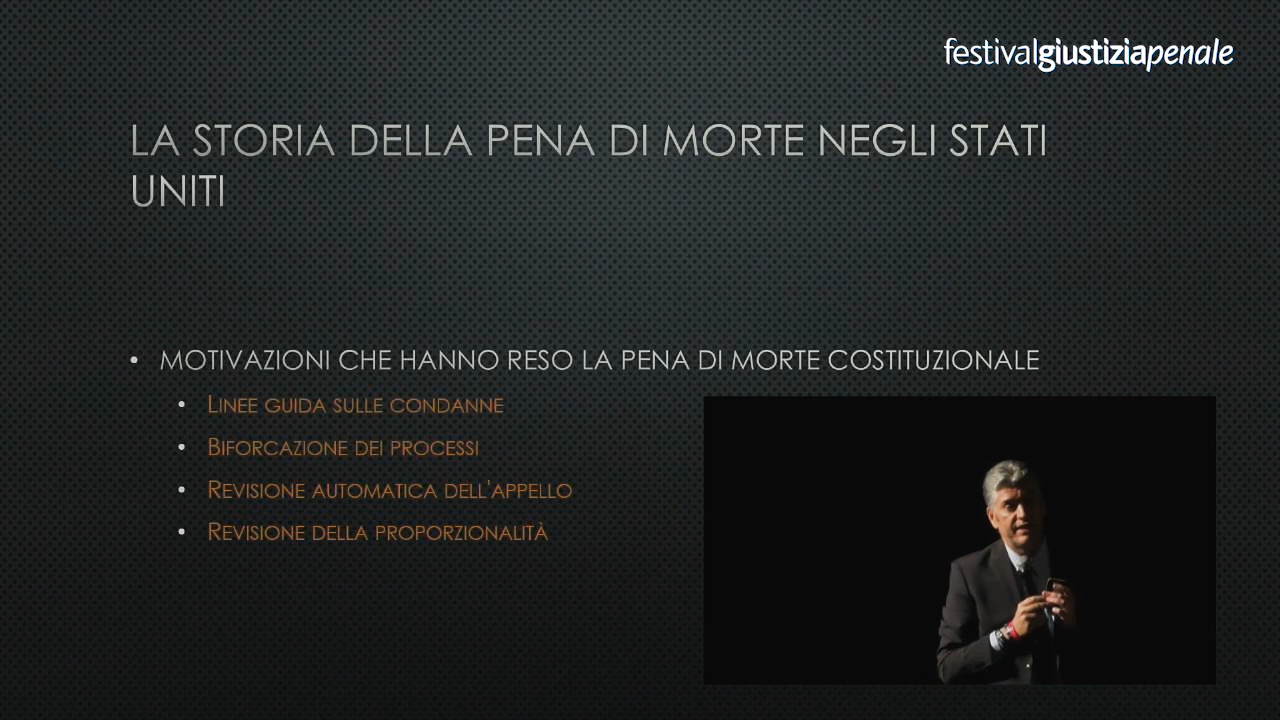 festivalgiustiziapenale
LA STORIA DELLA PENA DI MORTE NEGLI STATI
UNITI
• MOTIVAZIONI CHE HANNO RESO LA PENA DI MORTE COSTITUZIONALE
• LINEE GUIDA SULLE CONDANNE
• BIFORCAZIONE DEI PROCESSI
• REVISIONE AUTOMATICA DELL'APPELLO
• REVISIONE DELLA PROPORZIONALITÀ